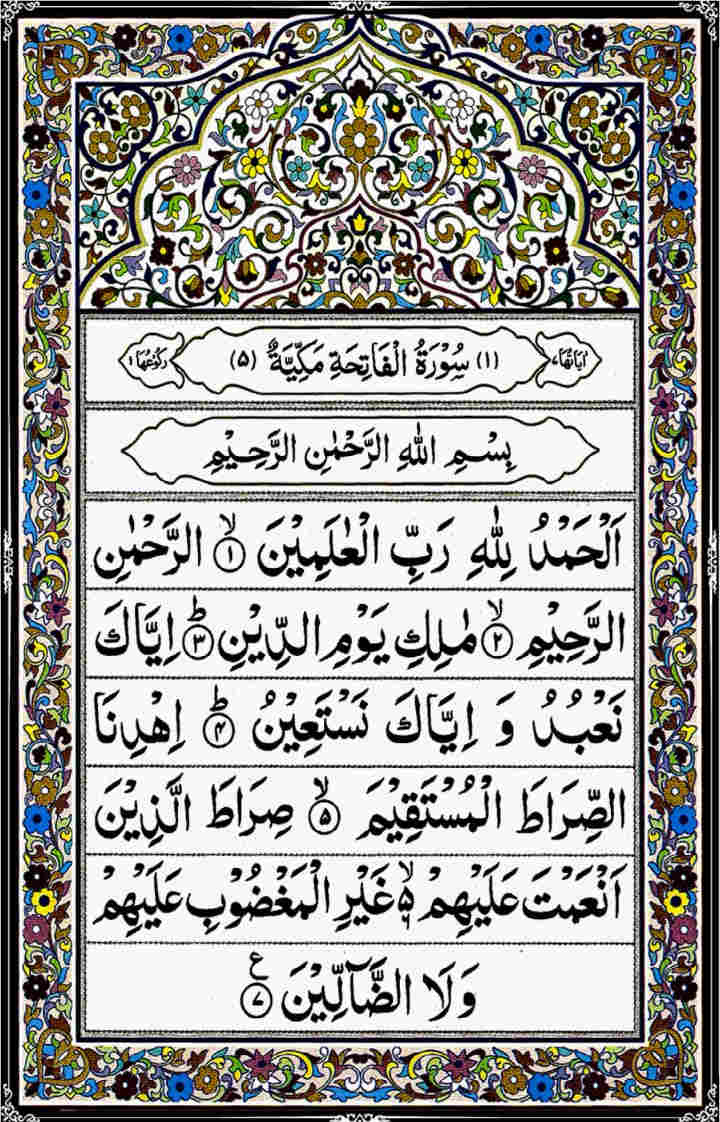 اٰیَاتُهَا ۷ (۱) سُوْرَةُ الْفَاتِحَةِ مَكِّیَّةٌ (۵) رُكُوْعُهَا ۱
بِسْمِ اللّٰهِ الرَّحْمٰنِ الرَّحِیْمِ
اَلْحَمْدُ لِلّٰهِ رَبِّ الْعٰلَمِیْنَ ۙ۝۱ الرَّحْمٰنِ
الرَّحِیْمِ ۙ۝۲ مٰلِكِ یَوْمِ الدِّیْنِ ؕ۝۳ اِیَّاكَ
نَعْبُدُ وَ اِیَّاكَ نَسْتَعِیْنُ ؕ۝۴ اِهْدِنَا
الصِّرَاطَ الْمُسْتَقِیْمَ ۙ۝۵ صِرَاطَ الَّذِیْنَ
اَنْعَمْتَ عَلَیْهِمْ ۙ۬ۦ غَیْرِ الْمَغْضُوْبِ عَلَیْهِمْ
وَلَا الضَّآلِّیْنَ ۝۷ ع